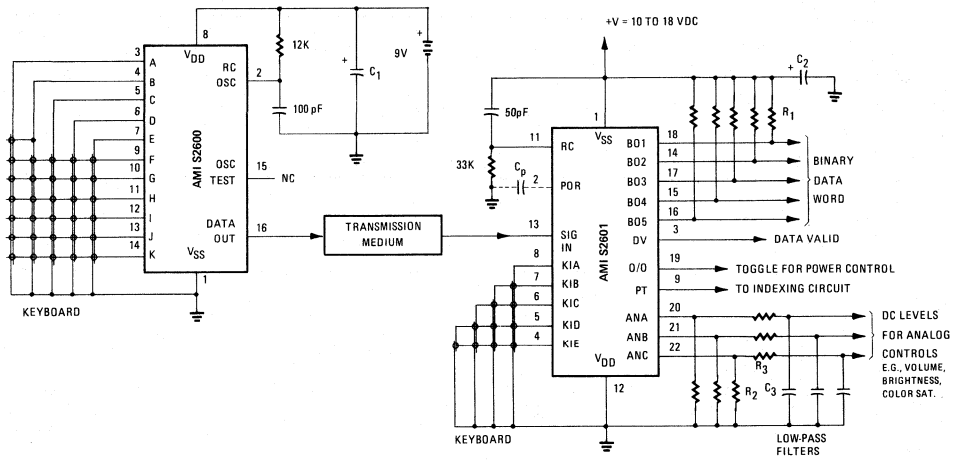 +V = 10 TO 18 VDC
8
VDD
RC
OSC
2
12K
100 pF
+
C1
9V
+
3
A
4
B
5
C
6
D
7
E
9
F
10
G
11
H
12
I
13
J
14
K
AMI S2600
OSC
TEST
15
NC
DATA
OUT
16
VSS
1
KEYBOARD
TRANSMISSION
MEDIUM
50pF
33K
Cp
+
C2
R1
1
VSS
11
RC
2
POR
13
SIG
IN
8
KIA
7
KIB
6
KIC
5
KID
4
KIE
AMI S2601
VDD
12
BO1
18
BO2
14
BO3
17
BO4
15
BO5
16
DV
3
O/O
19
PT
9
ANA
20
ANB
21
ANC
22
BINARY
DATA
WORD
DATA VALID
TOGGLE FOR POWER CONTROL
TO INDEXING CIRCUIT
DC LEVELS
FOR ANALOG
CONTROLS
E.G., VOLUME,
BRIGHTNESS,
COLOR SAT.
R3
R2
C3
KEYBOARD
LOW-PASS
FILTERS